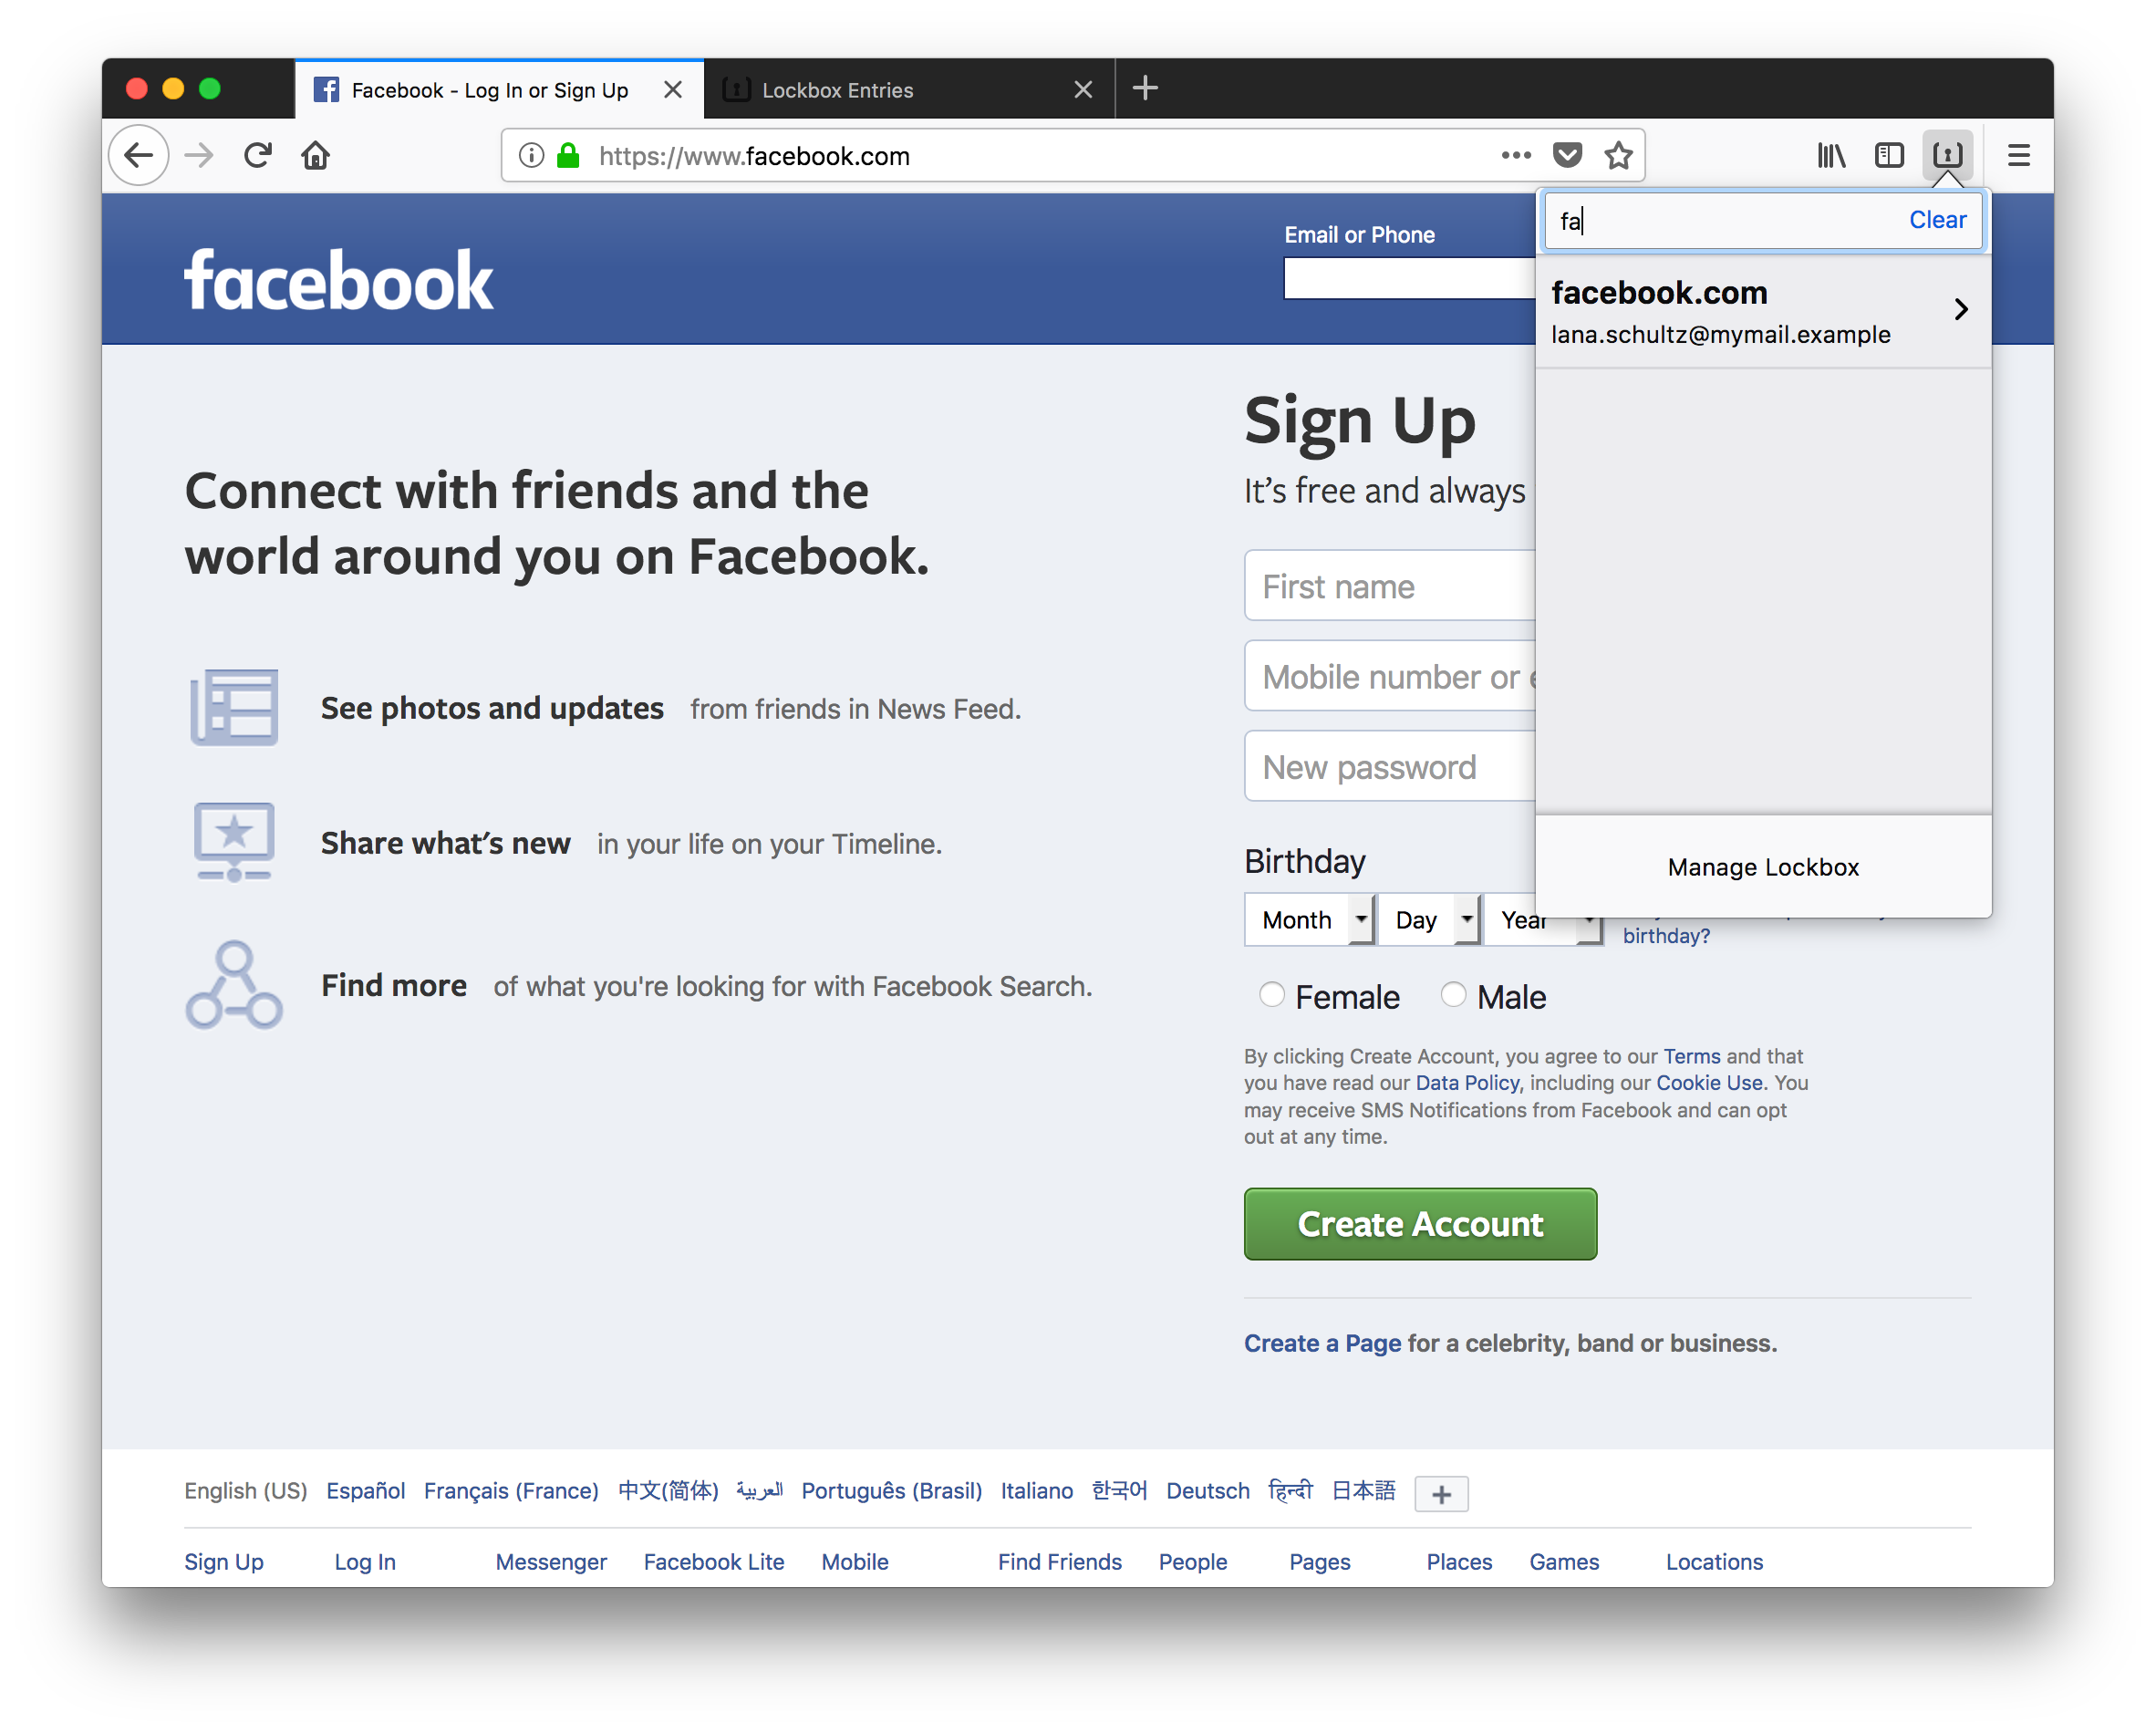 Facebook - Log In or Sign Up
Lockbox Entries
https://www.facebook.com
fa
Clear
facebook.com
lana.schultz@mymail.example
Manage Lockbox
facebook
Email or Phone
Connect with friends and the
world around you on Facebook.
See photos and updates from friends in News Feed.
Share what's new in your life on your Timeline.
Find more of what you're looking for with Facebook Search.
Sign Up
It’s free and always
First name
Mobile number or
New password
Birthday
Month Day Year
birthday?
Female Male
By clicking Create Account, you agree to our Terms and that
you have read our Data Policy, including our Cookie Use. You
may receive SMS Notifications from Facebook and can opt
out at any time.
Create Account
Create a Page for a celebrity, band or business.
English (US) Español Français (France) 中文(简体) العربية Português (Brasil) Italiano 한국어 Deutsch हिन्दी 日本語
Sign Up Log In Messenger Facebook Lite Mobile Find Friends People Pages Places Games Locations